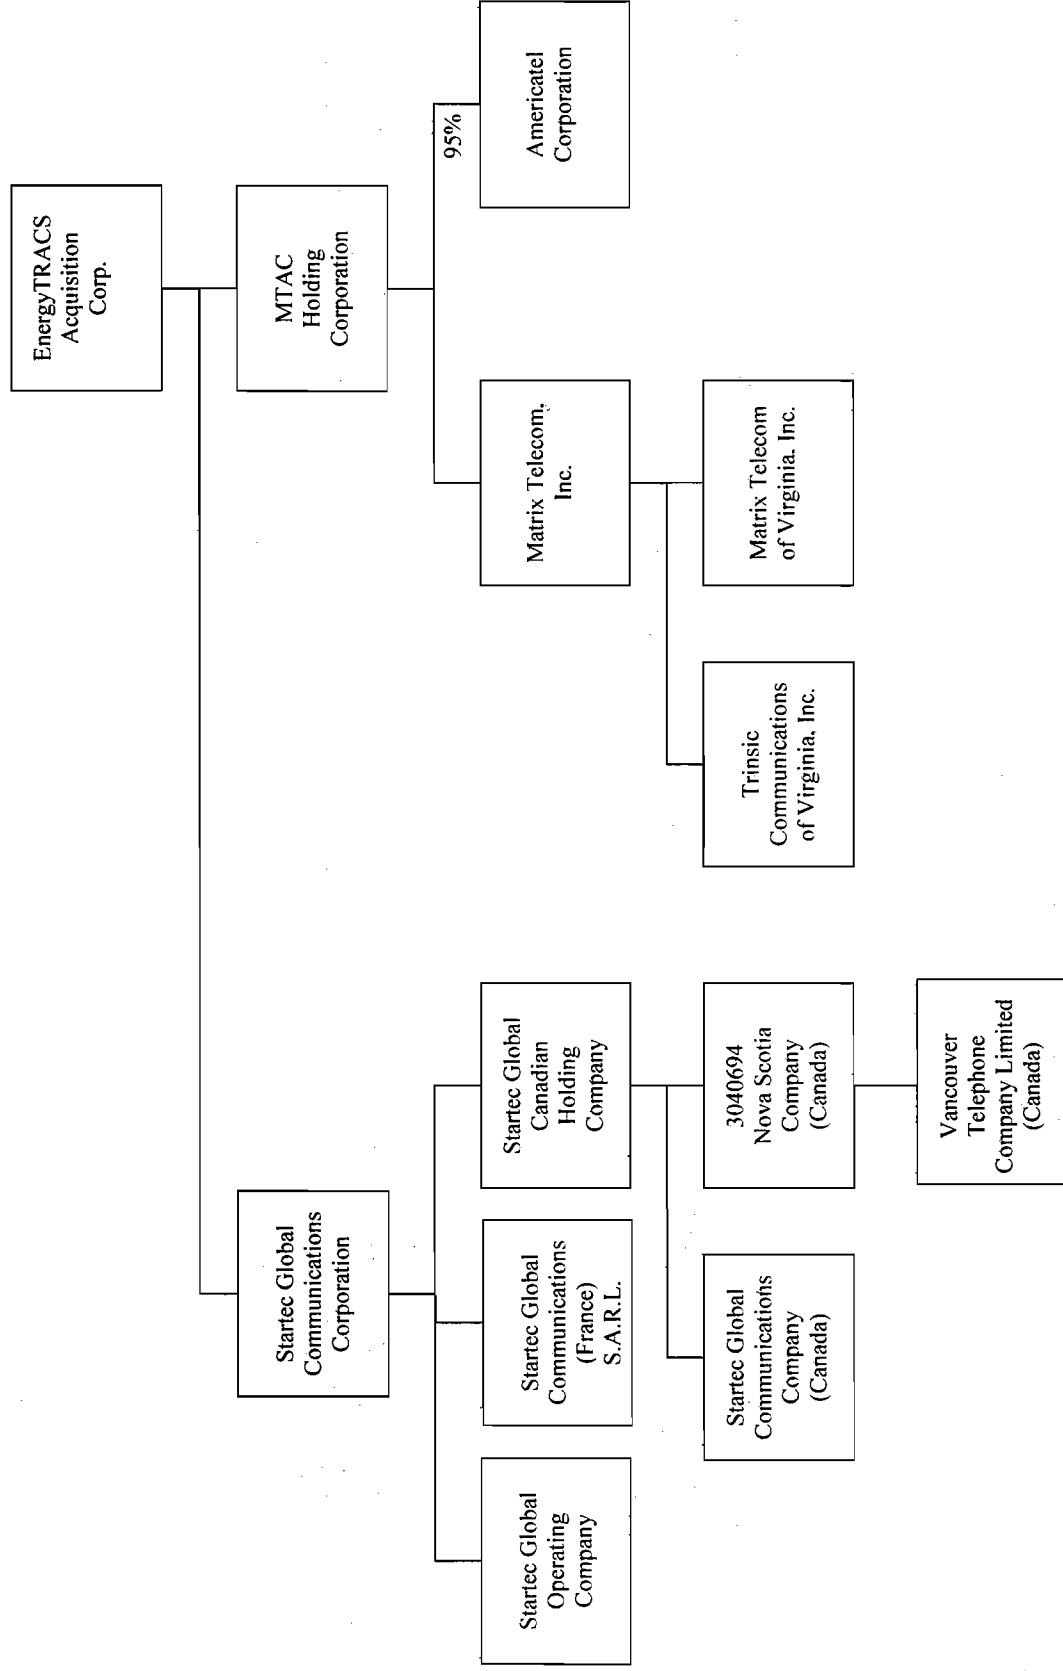 EnergyTRACS
Acquisition
Corp.
Startec Global
Communications
Corporation
MTAC
Holding
Corporation
95%
Startec Global
Operating
Company
Startec Global
Communications
(France)
S.A.R.L.
Startec Global
Canadian
Holding
Company
Matrix Telecom,
Inc.
Americatel
Corporation
Startec Global
Communications
Company
(Canada)
3040694
Nova Scotia
Company
(Canada)
Trinsic
Communications
of Virginia, Inc.
Matrix Telecom
of Virginia, Inc.
Vancouver
Telephone
Company Limited
(Canada)